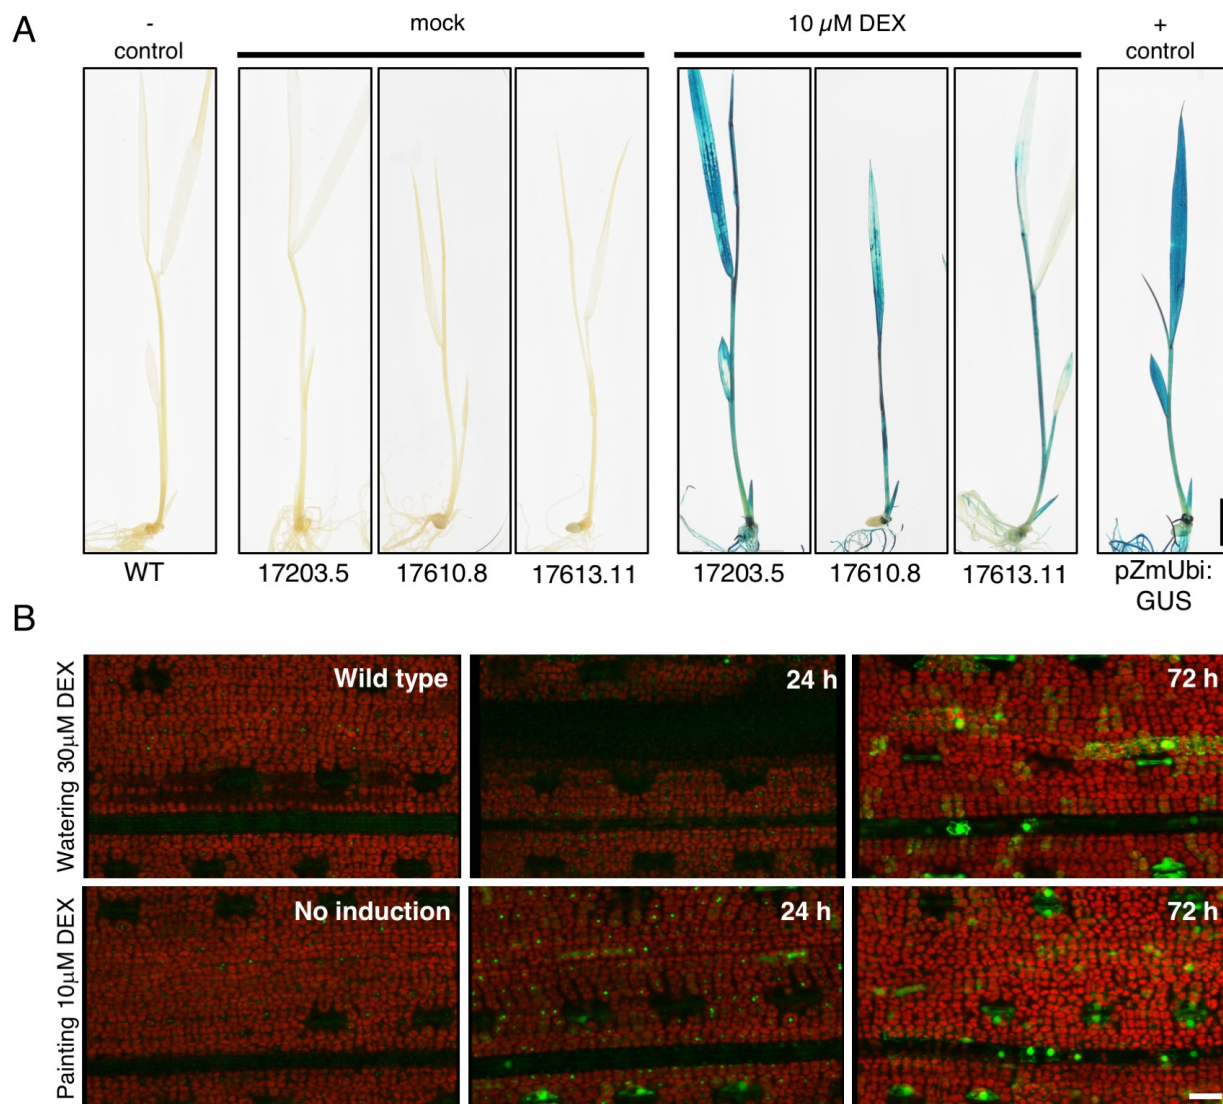 A
-
control
mock
10 µM DEX
+
control
WT
17203.5
17610.8
17613.11
17203.5
17610.8
17613.11
pZmUbi:
GUS
B
Watering 30µM DEX
Wild type
24 h
72 h
Painting 10µM DEX
No induction
24 h
72 h